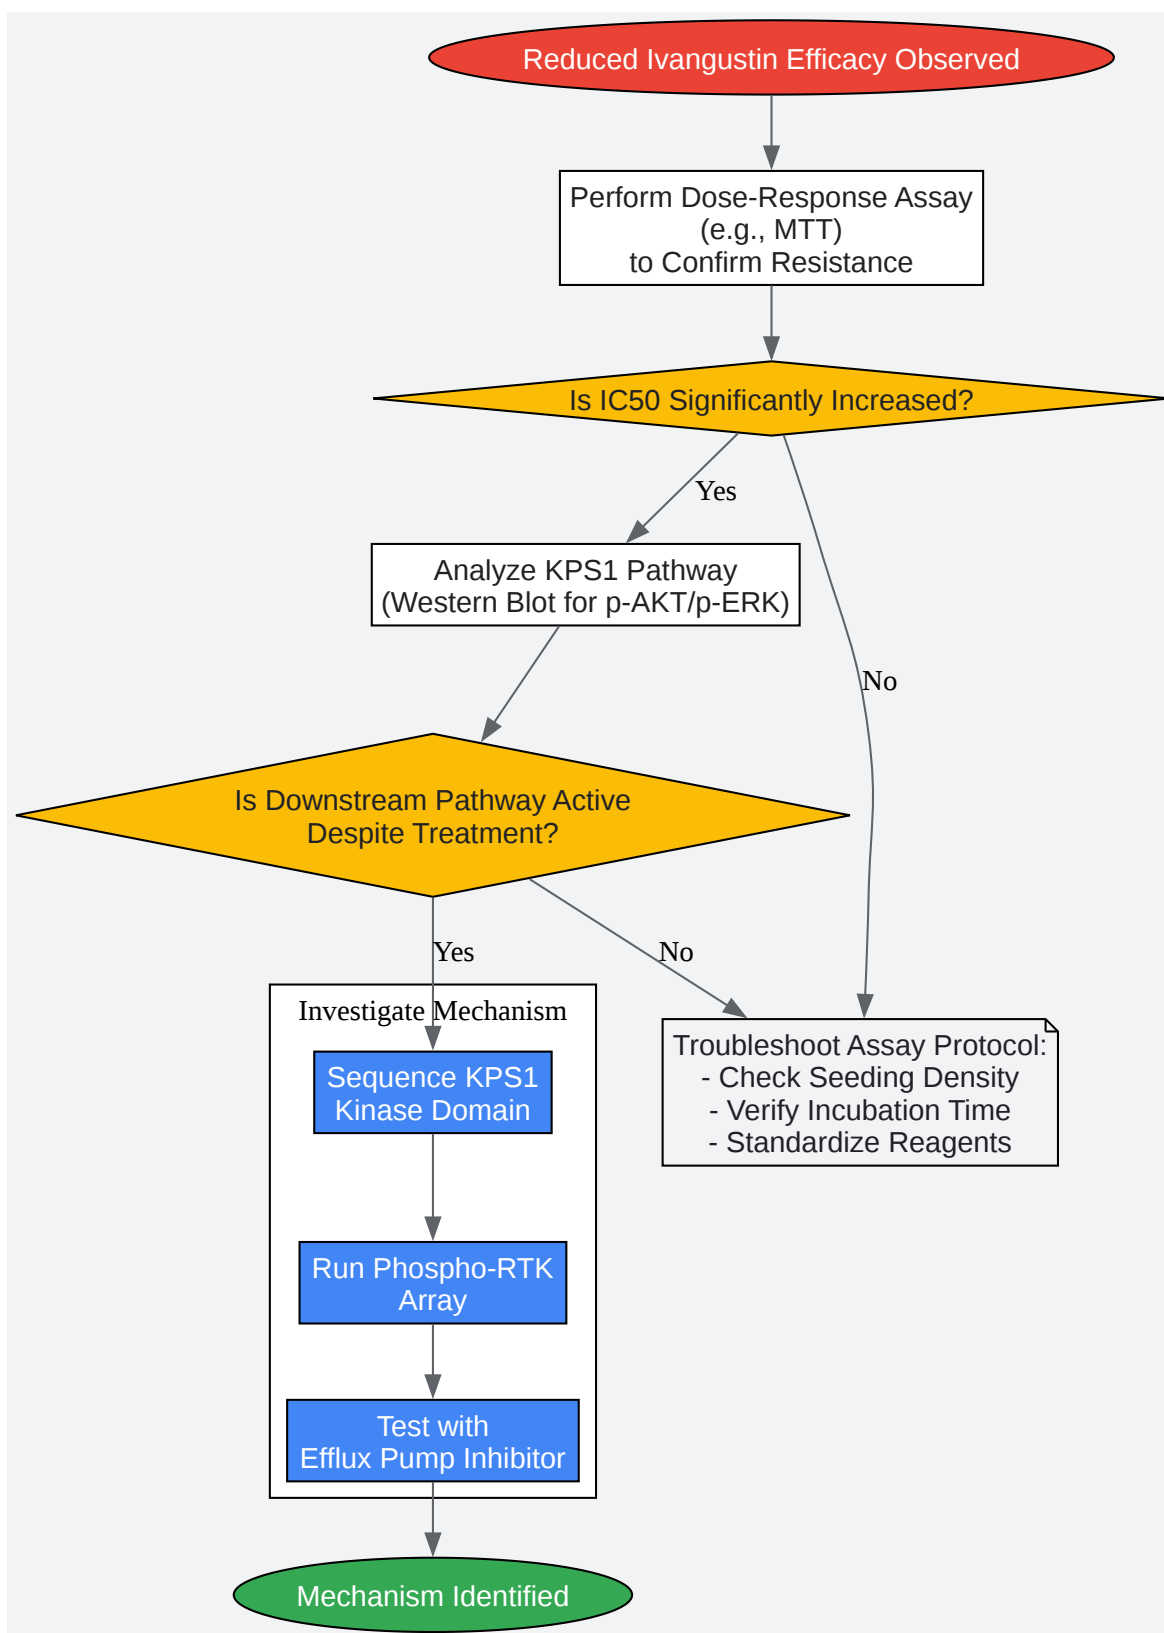 Reduced Ivangustin Efficacy Observed
Perform Dose-Response Assay
(e.g., MTT)
to Confirm Resistance
Is IC50 Significantly Increased?
Yes
Analyze KPS1 Pathway
(Western Blot for p-AKT/p-ERK)
No
Is Downstream Pathway Active
Despite Treatment?
Yes
No
Investigate Mechanism
Sequence KPS1
Kinase Domain
Troubleshoot Assay Protocol:
- Check Seeding Density
- Verify Incubation Time
- Standardize Reagents
Run Phospho-RTK
Array
Test with
Efflux Pump Inhibitor
Mechanism Identified